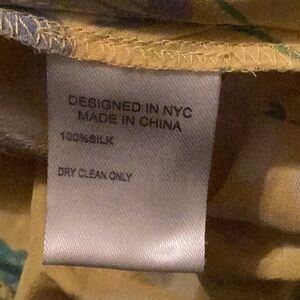 DESIGNED IN NYC
MADE IN CHINA
100%SILK
DRY CLEAN ONLY